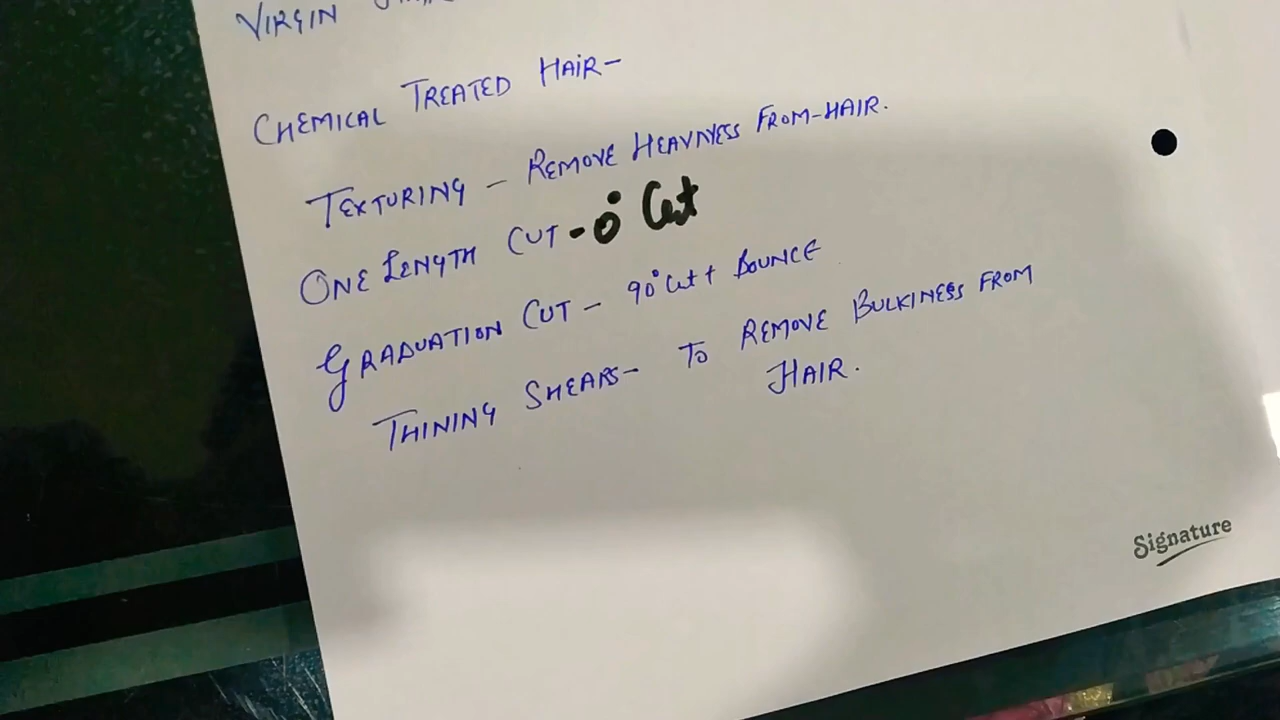 VIRGIN
CHEMICAL TREATED HAIR-
TEXTURING - REMOVE HEAVNESS FROM-HAIR.
ONE LENGTH CUT - 0° Cut
GRADUATION CUT - 90° Cut + BOUNCE
THINING SHEARS- TO REMOVE BULKINESS FROM
HAIR.
Signature